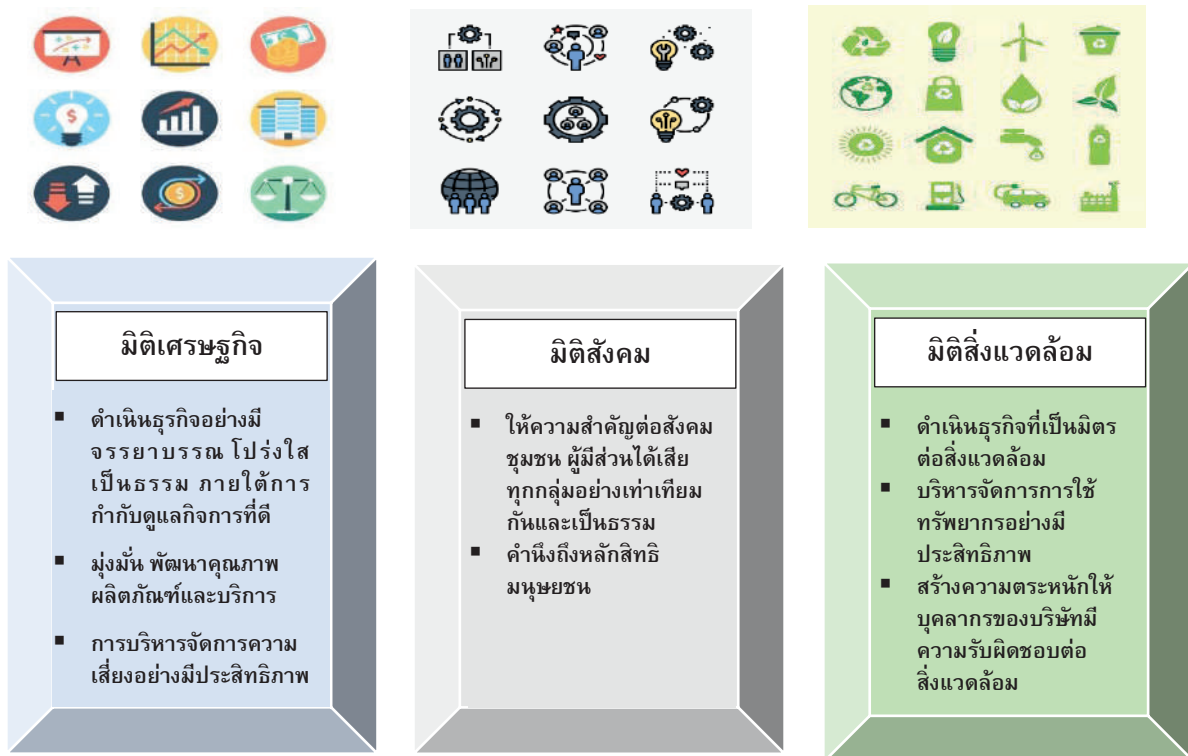 มิติเศรษฐกิจ
▪ ดำเนินธุรกิจอย่างมี
จรรยาบรรณ โปร่งใส
เป็นธรรม ภายใต้การ
กำกับดูแลกิจการที่ดี
▪ มุ่งมั่น พัฒนาคุณภาพ
ผลิตภัณฑ์และบริการ
▪ การบริหารจัดการความ
เสี่ยงอย่างมีประสิทธิภาพ
มิติสังคม
▪ ให้ความสำคัญต่อสังคม
ชุมชน ผู้มีส่วนได้เสีย
ทุกกลุ่มอย่างเท่าเทียม
กันและเป็นธรรม
▪ คำนึงถึงหลักสิทธิ
มนุษยชน
มิติสิ่งแวดล้อม
▪ ดำเนินธุรกิจที่เป็นมิตร
ต่อสิ่งแวดล้อม
▪ บริหารจัดการการใช้
ทรัพยากรอย่างมี
ประสิทธิภาพ
▪ สร้างความตระหนักให้
บุคลากรของบริษัทมี
ความรับผิดชอบต่อ
สิ่งแวดล้อม